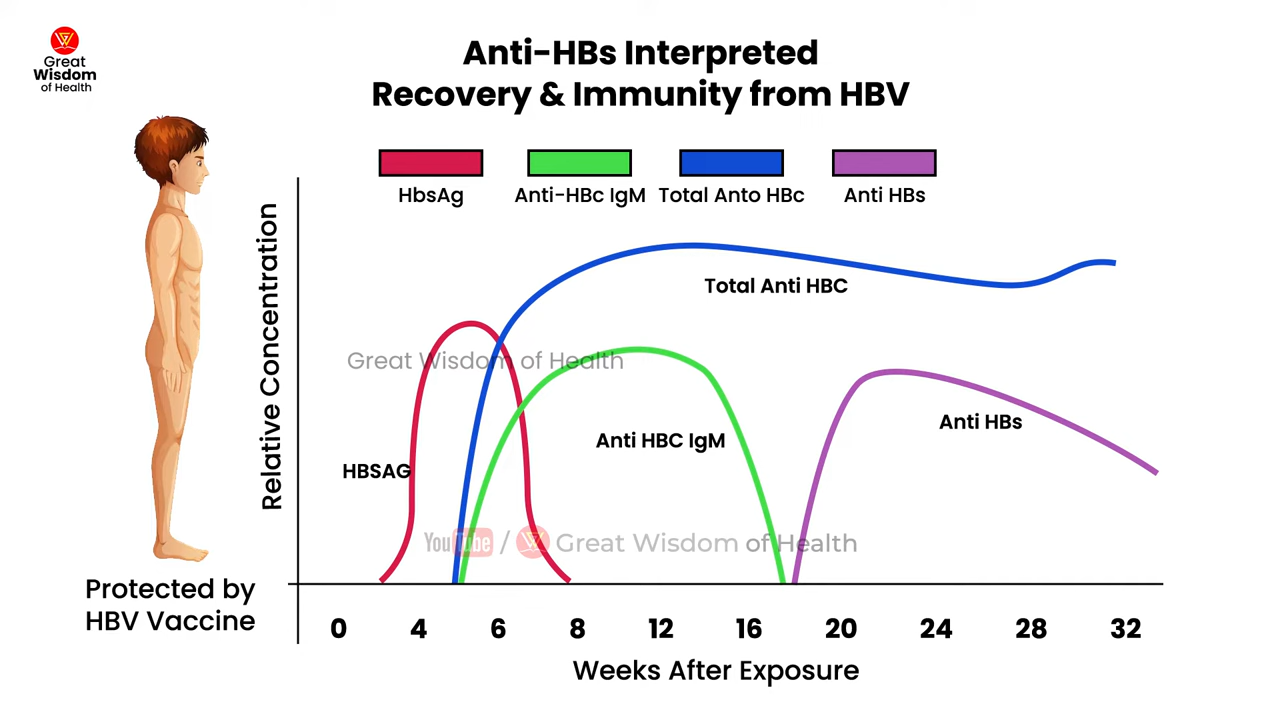 Great
Wisdom
of Health
Anti-HBs Interpreted
Recovery & Immunity from HBV
HbsAg
Anti-HBc IgM
Total Anto HBc
Anti HBs
Relative Concentration
Total Anti HBC
Great Wisdom of Health
Anti HBs
Anti HBC IgM
HBSAG
YouTube / Great Wisdom of Health
Protected by
HBV Vaccine
0 4 6 8 12 16 20 24 28 32
Weeks After Exposure